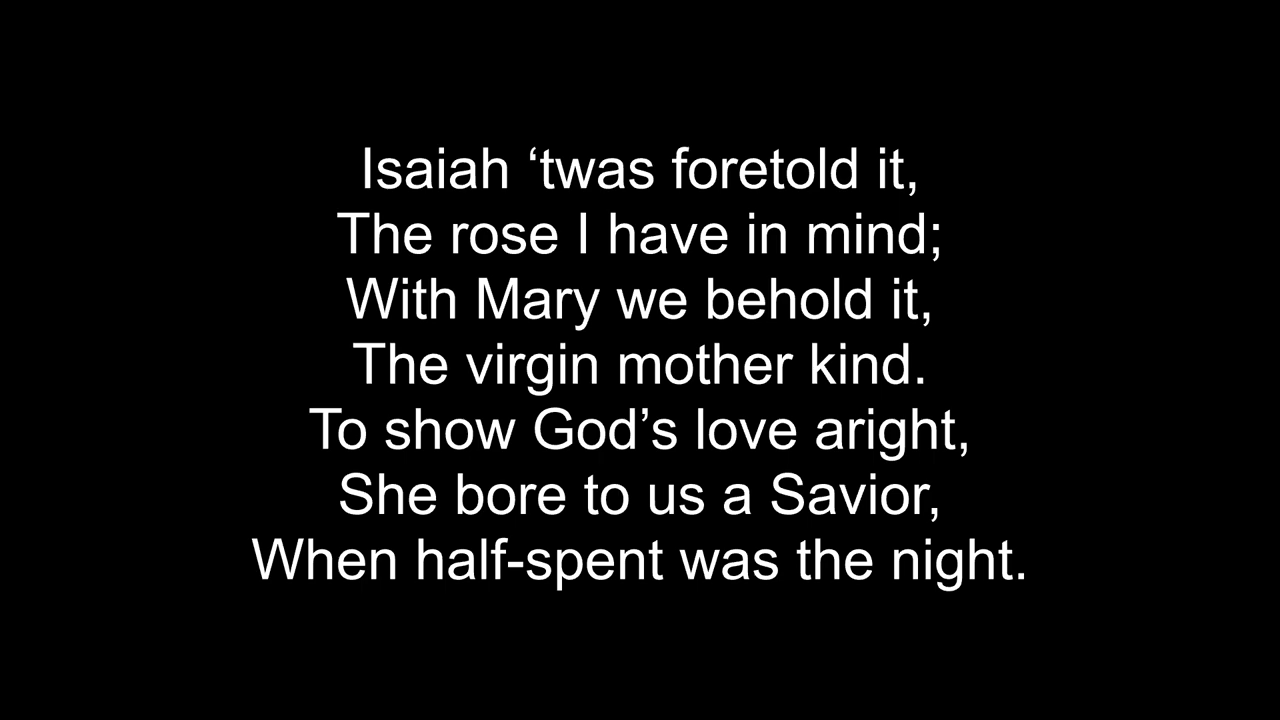 Isaiah ‘twas foretold it,
The rose I have in mind;
With Mary we behold it,
The virgin mother kind.
To show God’s love aright,
She bore to us a Savior,
When half-spent was the night.